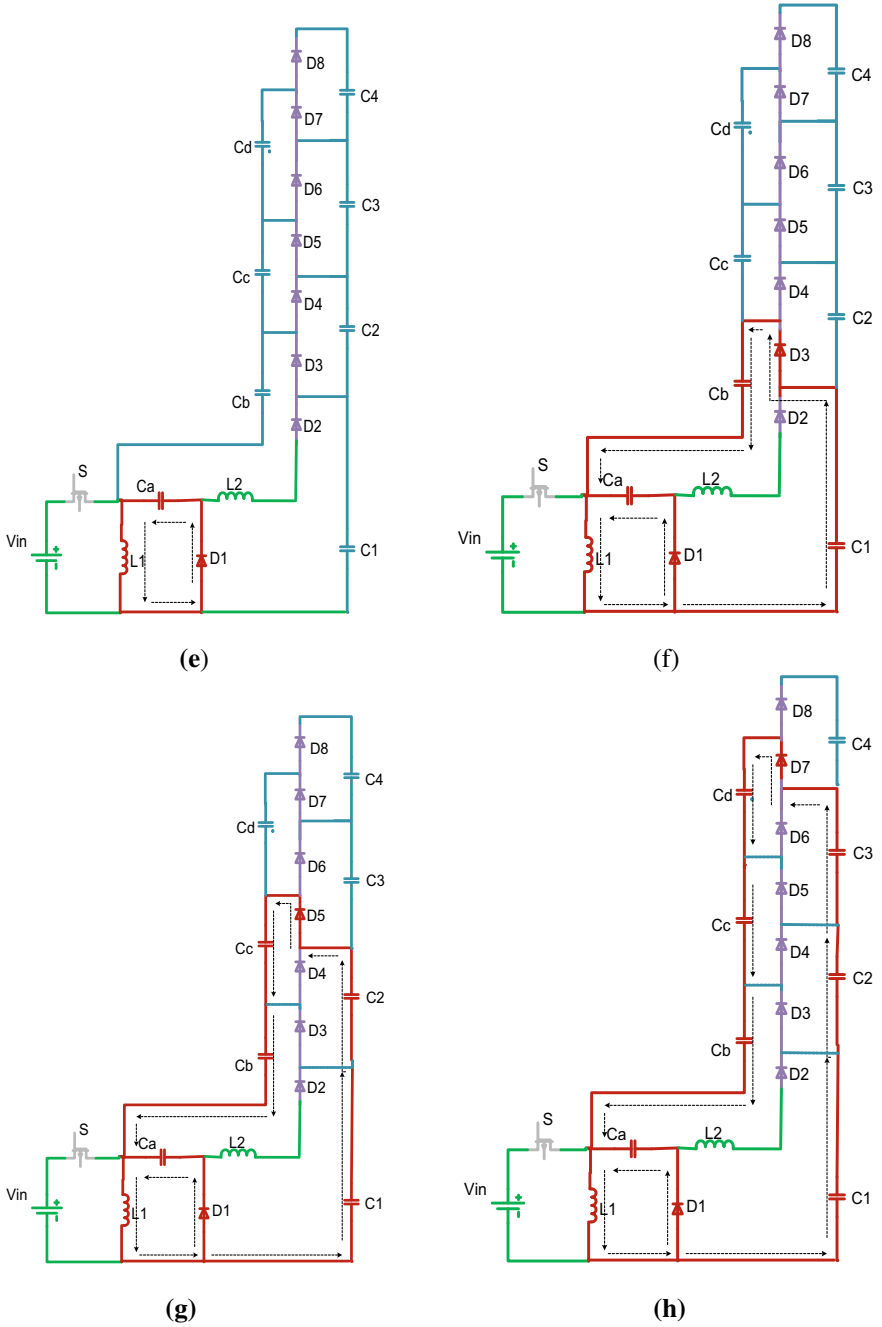 D8
C4
D7
Cd
D6
C3
D5
Cc
D4
C2
D3
Cb
D2
S
Ca
L2
Vin
L1
D1
C1
(e)
D8
C4
D7
Cd
D6
C3
D5
Cc
D4
C2
D3
Cb
D2
S
Ca
L2
Vin
L1
D1
C1
(f)
D8
C4
D7
Cd
D6
C3
D5
Cc
D4
C2
D3
Cb
D2
S
Ca
L2
Vin
L1
D1
C1
(g)
D8
C4
D7
Cd
D6
C3
D5
Cc
D4
C2
D3
Cb
D2
S
Ca
L2
Vin
L1
D1
C1
(h)